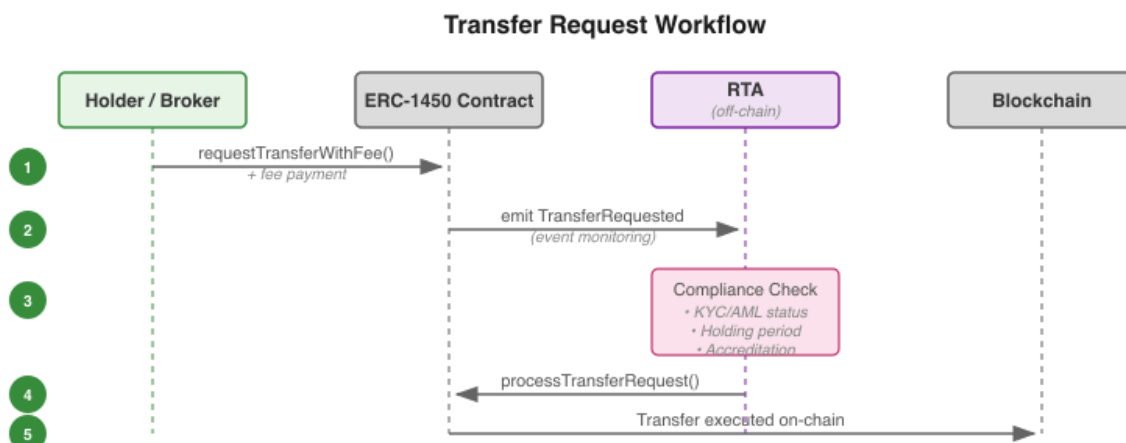 Transfer Request Workflow
Holder / Broker
ERC-1450 Contract
RTA
(off-chain)
Blockchain
1
requestTransferWithFee()
+ fee payment
2
emit TransferRequested
(event monitoring)
3
Compliance Check
• KYC/AML status
• Holding period
• Accreditation
4
processTransferRequest()
5
Transfer executed on-chain